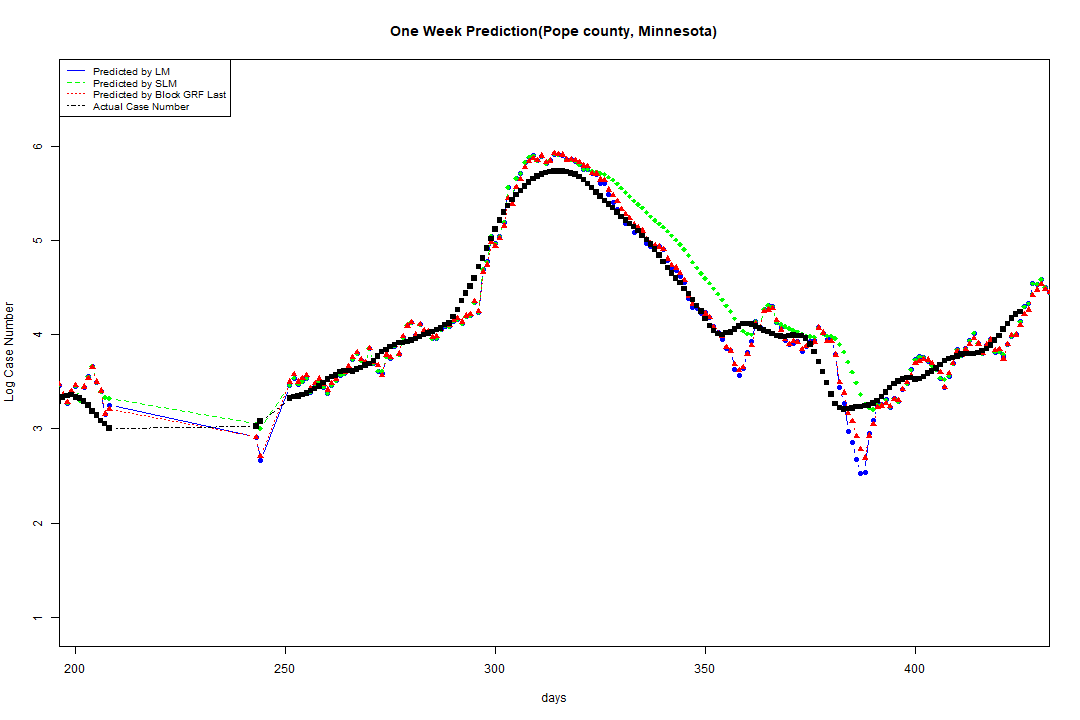 One Week Prediction(Pope county, Minnesota)
Predicted by LM
Predicted by SLM
Predicted by Block GRF Last
Actual Case Number
6
5
4
3
2
1
Log Case Number
200 250 300 350 400
days